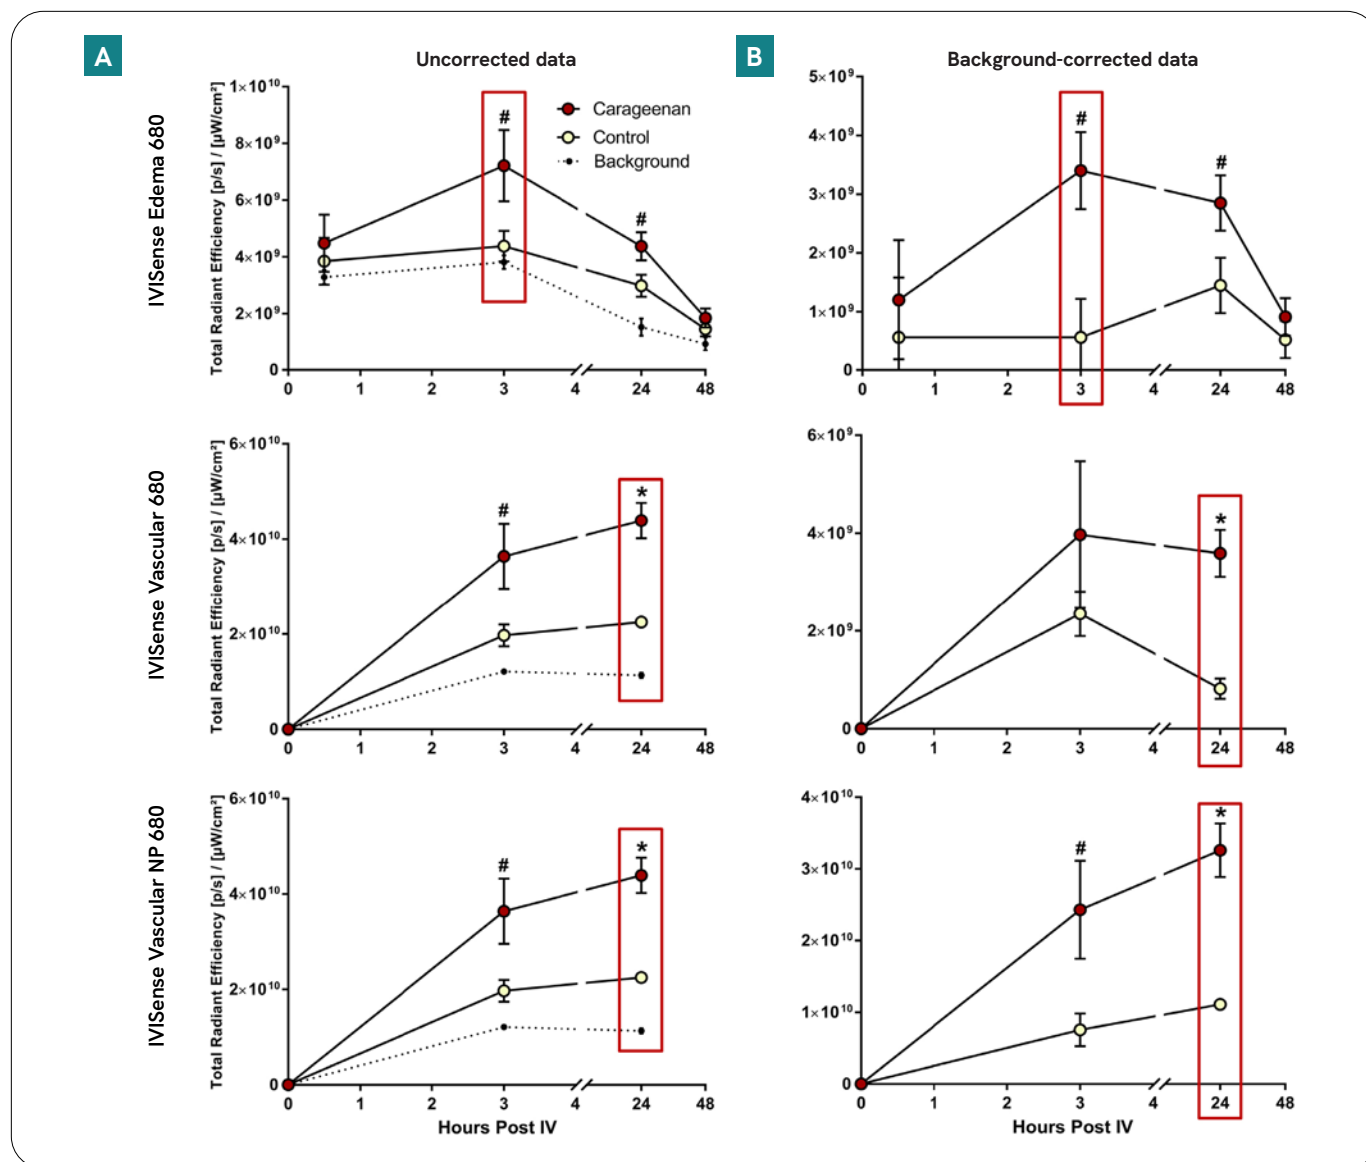 A
Uncorrected data
B
Background-corrected data
IVISense Edema 680
Total Radiant Efficiency [p/s] / [µW/cm²]
1×10¹⁰
8×10⁹
6×10⁹
4×10⁹
2×10⁹
0
0 1 2 3 4 24 48
#
#
Carageenan
Control
Background
5×10⁹
4×10⁹
3×10⁹
2×10⁹
1×10⁹
0
0 1 2 3 4 24 48
#
#
IVISense Vascular 680
Total Radiant Efficiency [p/s] / [µW/cm²]
6×10¹⁰
4×10¹⁰
2×10¹⁰
0
0 1 2 3 4 24 48
#
*
6×10⁹
4×10⁹
2×10⁹
0
0 1 2 3 4 24 48
*
IVISense Vascular NP 680
Total Radiant Efficiency [p/s] / [µW/cm²]
6×10¹⁰
4×10¹⁰
2×10¹⁰
0
0 1 2 3 4 24 48
#
*
Hours Post IV
4×10¹⁰
3×10¹⁰
2×10¹⁰
1×10¹⁰
0
0 1 2 3 4 24 48
#
*
Hours Post IV